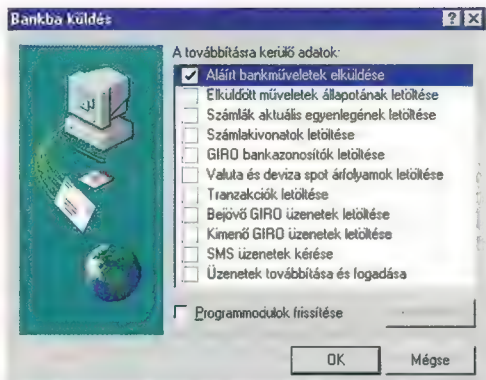 Bankba küldés
A továbbításra kerülő adatok:
Aláírt bankműveletek elküldése
Elküldött műveletek állapotának letöltése
Számlák aktuális egyenlegének letöltése
Számlakivonatok letöltése
GIRO bankazonosítók letöltése
Valuta és deviza spot árfolyamok letöltése
Tranzakciók letöltése
Bejövő GIRO üzenetek letöltése
Kimenő GIRO üzenetek letöltése
SMS üzenetek kérése
Üzenetek továbbítása és fogadása
Programmodulok frissítése
OK Mégse